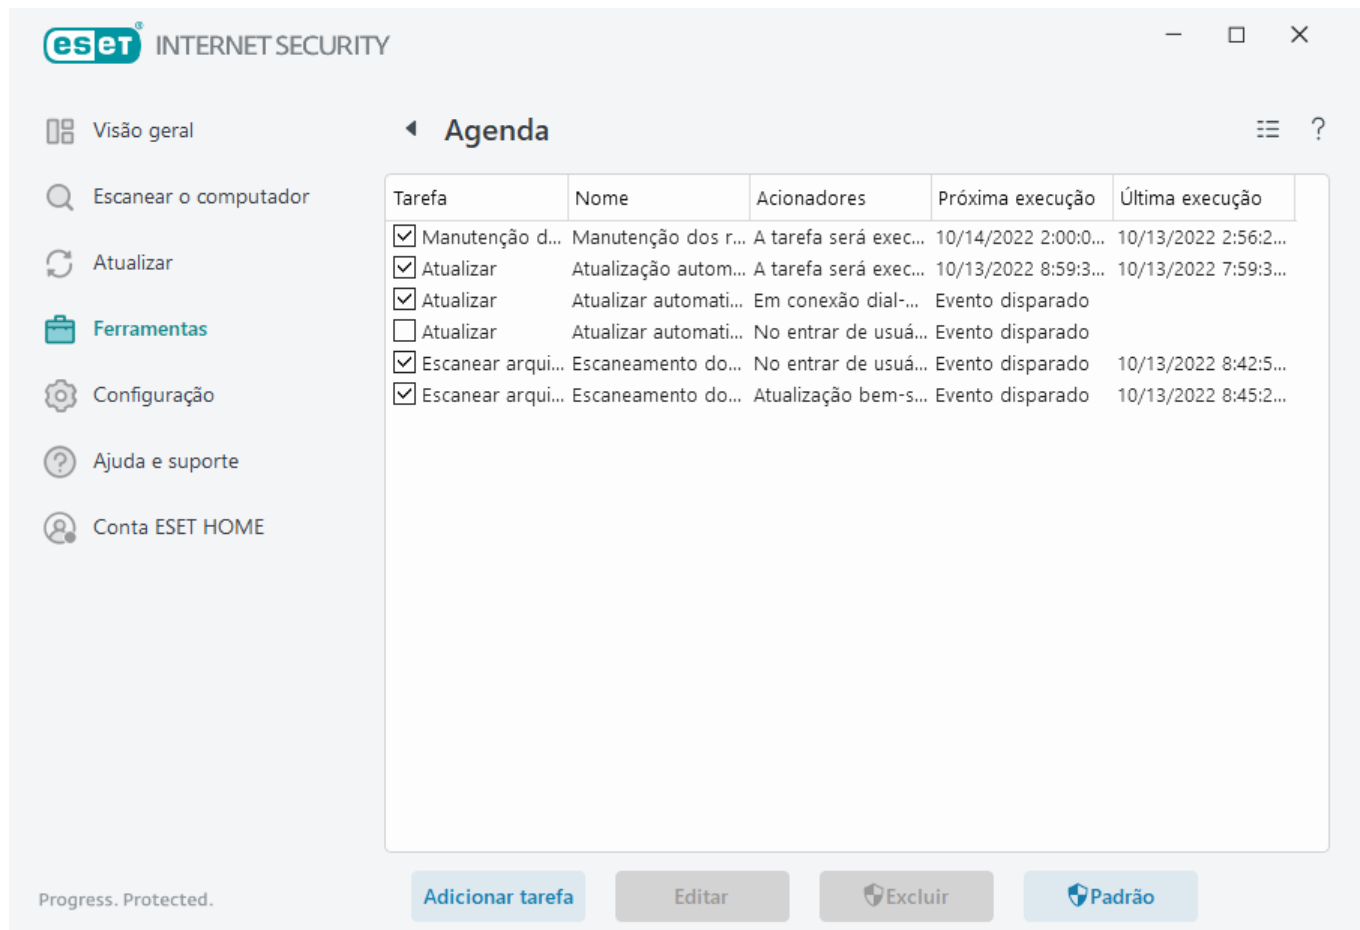 eset® INTERNET SECURITY
Visão geral
Escanear o computador
Atualizar
Ferramentas
Configuração
Ajuda e suporte
Conta ESET HOME
Progress. Protected.
Agenda ?
Tarefa Nome Acionadores Próxima execução Última execução
Manutenção d... Manutenção dos r... A tarefa será exec... 10/14/2022 2:00:0... 10/13/2022 2:56:2...
Atualizar Atualização autom... A tarefa será exec... 10/13/2022 8:59:3... 10/13/2022 7:59:3...
Atualizar Atualizar automati... Em conexão dial-... Evento disparado
Atualizar Atualizar automati... No entrar de usuá... Evento disparado
Escanear arqui... Escaneamento do... No entrar de usuá... Evento disparado 10/13/2022 8:42:5...
Escanear arqui... Escaneamento do... Atualização bem-s... Evento disparado 10/13/2022 8:45:2...
Adicionar tarefa Editar Excluir Padrão